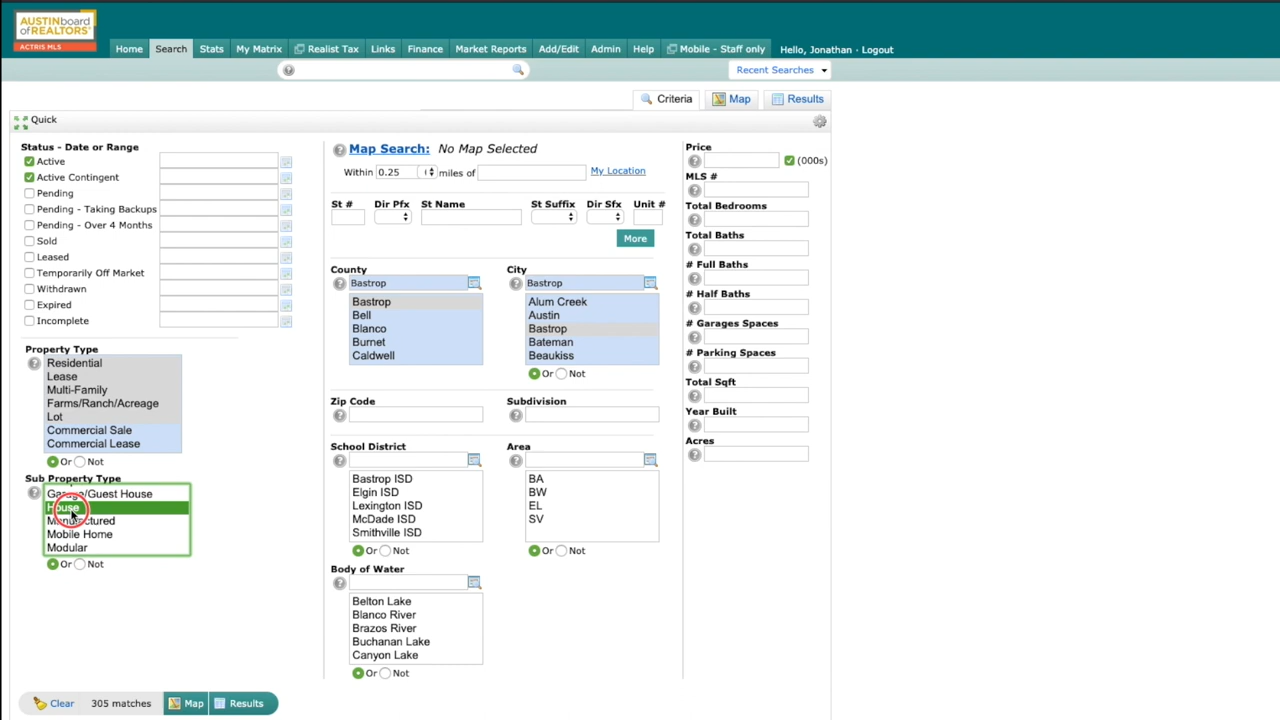 AUSTINboard
of REALTORS®
ACTRIS MLS
Home
Search
Stats
My Matrix
Realist Tax
Links
Finance
Market Reports
Add/Edit
Admin
Help
Mobile - Staff only
Hello, Jonathan · Logout
Recent Searches
Criteria
Map
Results
Quick
Status - Date or Range
Active
Active Contingent
Pending
Pending - Taking Backups
Pending - Over 4 Months
Sold
Leased
Temporarily Off Market
Withdrawn
Expired
Incomplete
Property Type
Residential
Lease
Multi-Family
Farms/Ranch/Acreage
Lot
Commercial Sale
Commercial Lease
Or Not
Sub Property Type
Garage/Guest House
House
Manufactured
Mobile Home
Modular
Or Not
Map Search: No Map Selected
Within 0.25 miles of My Location
St # Dir Pfx St Name St Suffix Dir Sfx Unit #
More
County
Bastrop
Bastrop
Bell
Blanco
Burnet
Caldwell
City
Bastrop
Alum Creek
Austin
Bastrop
Bateman
Beaukiss
Or Not
Zip Code
Subdivision
School District
Bastrop ISD
Elgin ISD
Lexington ISD
McDade ISD
Smithville ISD
Or Not
Area
BA
BW
EL
SV
Or Not
Body of Water
Belton Lake
Blanco River
Brazos River
Buchanan Lake
Canyon Lake
Or Not
Price
(000s)
MLS #
Total Bedrooms
Total Baths
# Full Baths
# Half Baths
# Garages Spaces
# Parking Spaces
Total Sqft
Year Built
Acres
Clear
305 matches
Map
Results